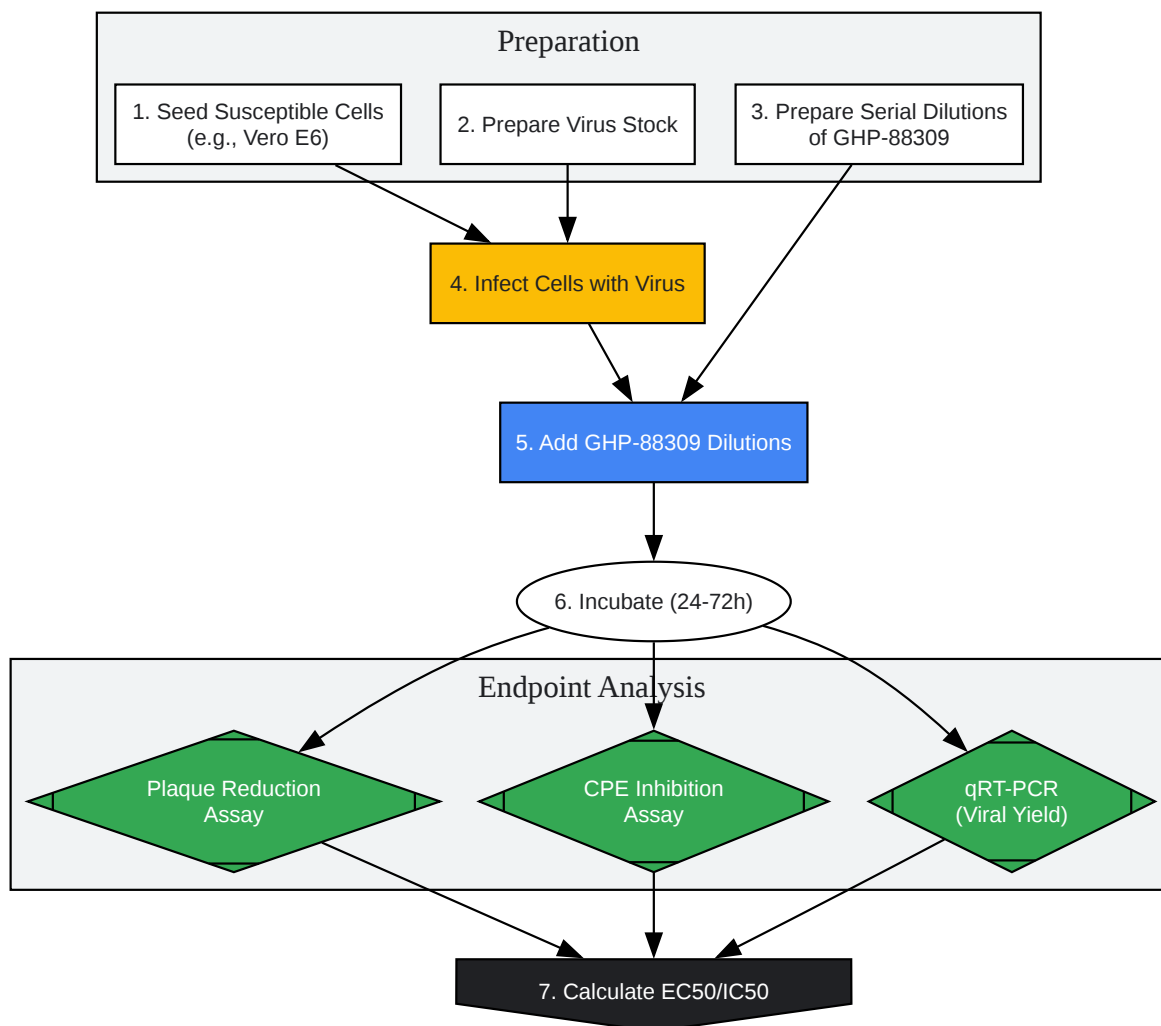 Preparation
1. Seed Susceptible Cells
(e.g., Vero E6)
2. Prepare Virus Stock
3. Prepare Serial Dilutions
of GHP-88309
4. Infect Cells with Virus
5. Add GHP-88309 Dilutions
6. Incubate (24-72h)
Endpoint Analysis
Plaque Reduction
Assay
CPE Inhibition
Assay
qRT-PCR
(Viral Yield)
7. Calculate EC50/IC50